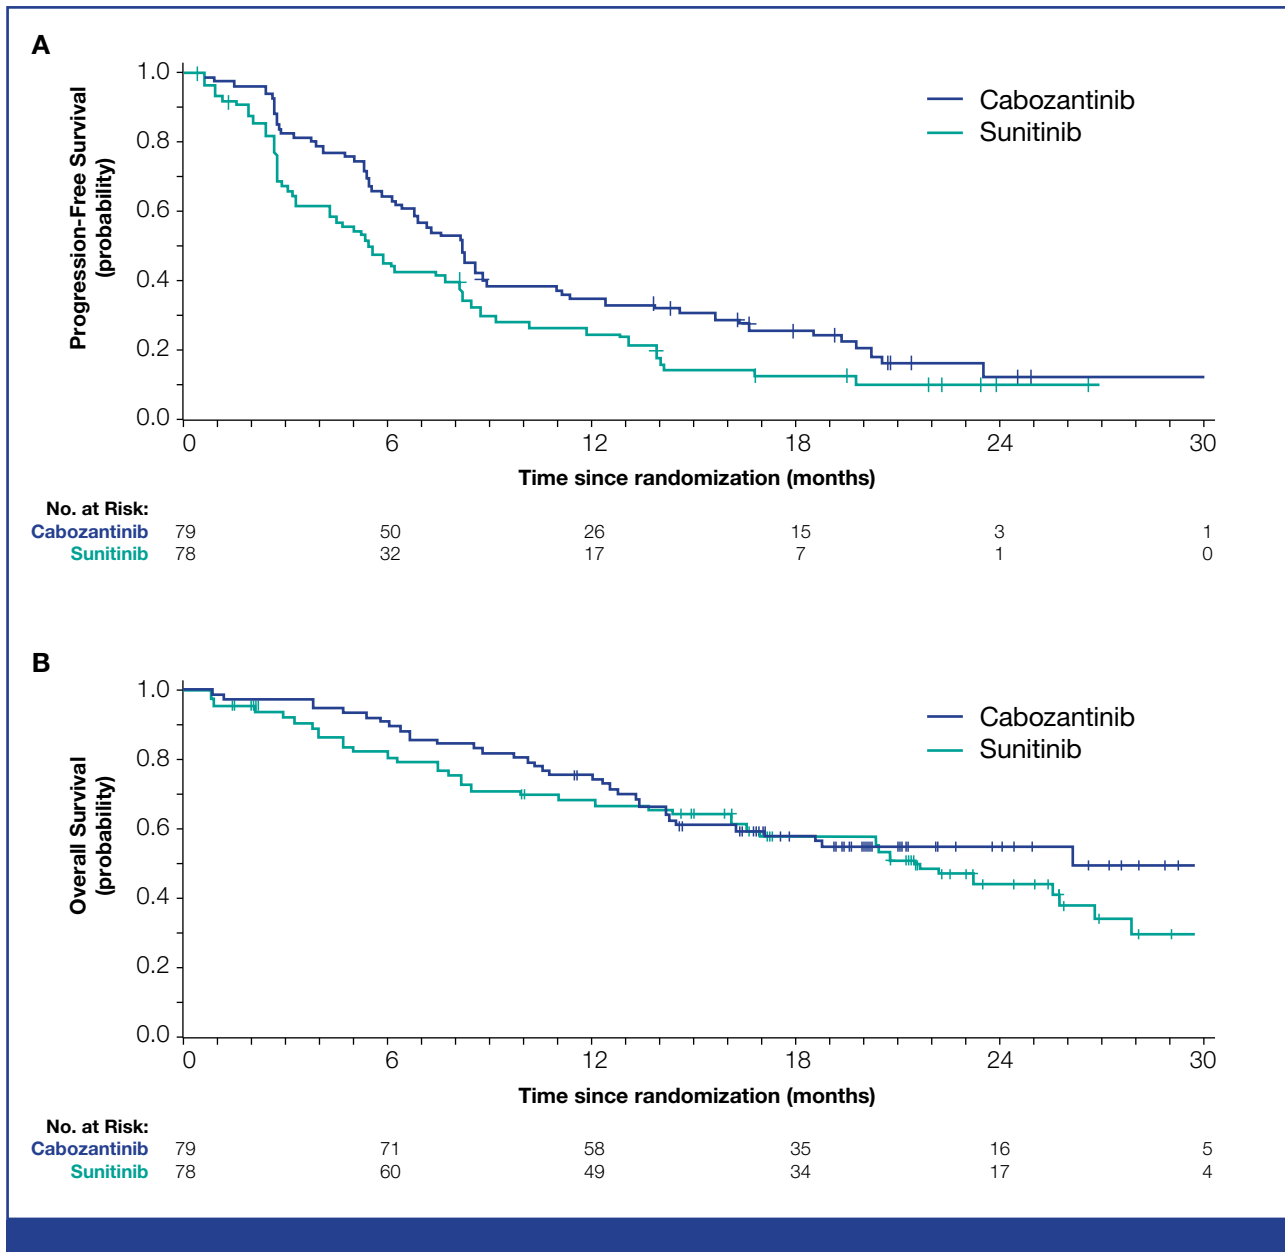 A
Progression-Free Survival
(probability)
1.0
0.8
0.6
0.4
0.2
0.0
Cabozantinib
Sunitinib
0 6 12 18 24 30
Time since randomization (months)
No. at Risk:
Cabozantinib 79 50 26 15 3 1
Sunitinib 78 32 17 7 1 0
B
Overall Survival
(probability)
1.0
0.8
0.6
0.4
0.2
0.0
Cabozantinib
Sunitinib
0 6 12 18 24 30
Time since randomization (months)
No. at Risk:
Cabozantinib 79 71 58 35 16 5
Sunitinib 78 60 49 34 17 4